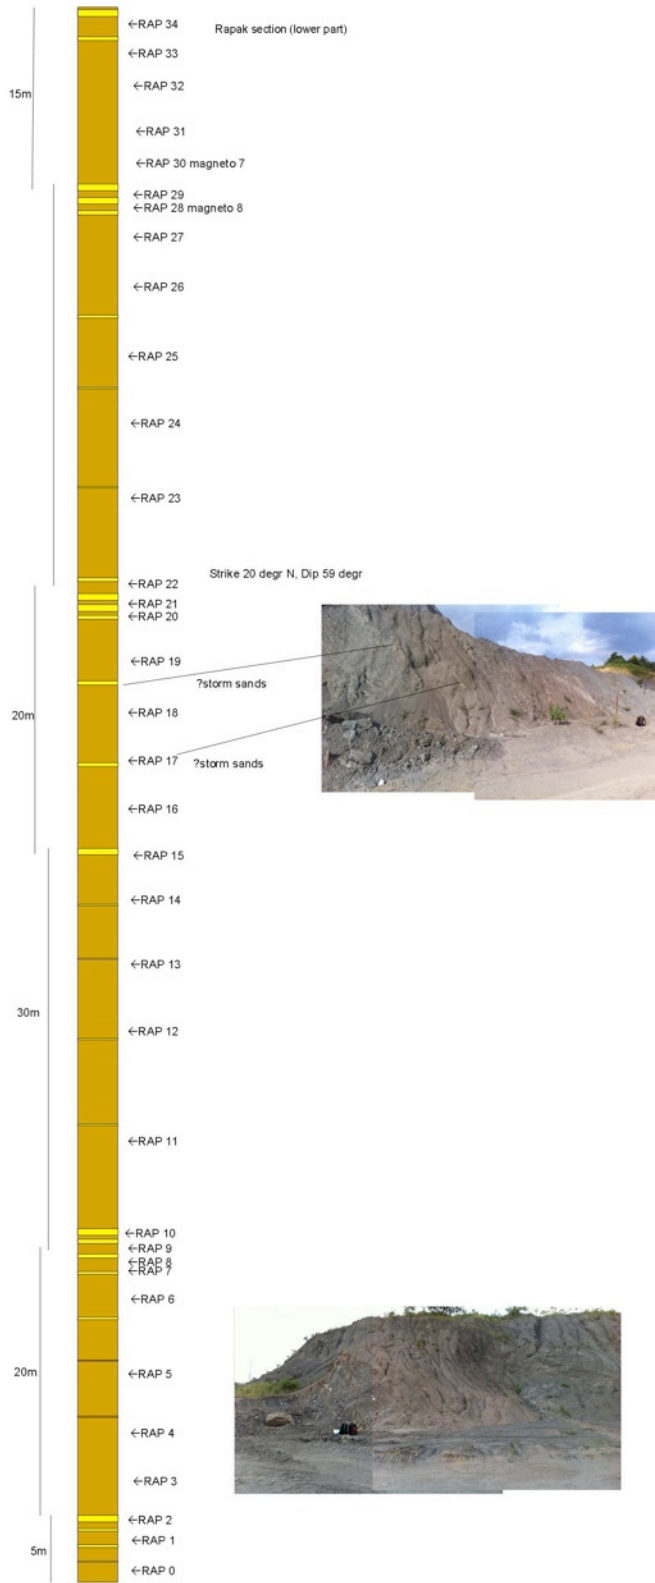 ←RAP 34
Rapak section (lower part)
←RAP 33
←RAP 32
15m
←RAP 31
←RAP 30 magneto 7
←RAP 29
←RAP 28 magneto 8
←RAP 27
←RAP 26
←RAP 25
←RAP 24
←RAP 23
Strike 20 degr N, Dip 59 degr
←RAP 22
←RAP 21
←RAP 20
←RAP 19
?storm sands
←RAP 18
20m
←RAP 17
?storm sands
←RAP 16
←RAP 15
←RAP 14
←RAP 13
30m
←RAP 12
←RAP 11
←RAP 10
←RAP 9
←RAP 8
←RAP 7
←RAP 6
20m
←RAP 5
←RAP 4
←RAP 3
←RAP 2
←RAP 1
5m
←RAP 0